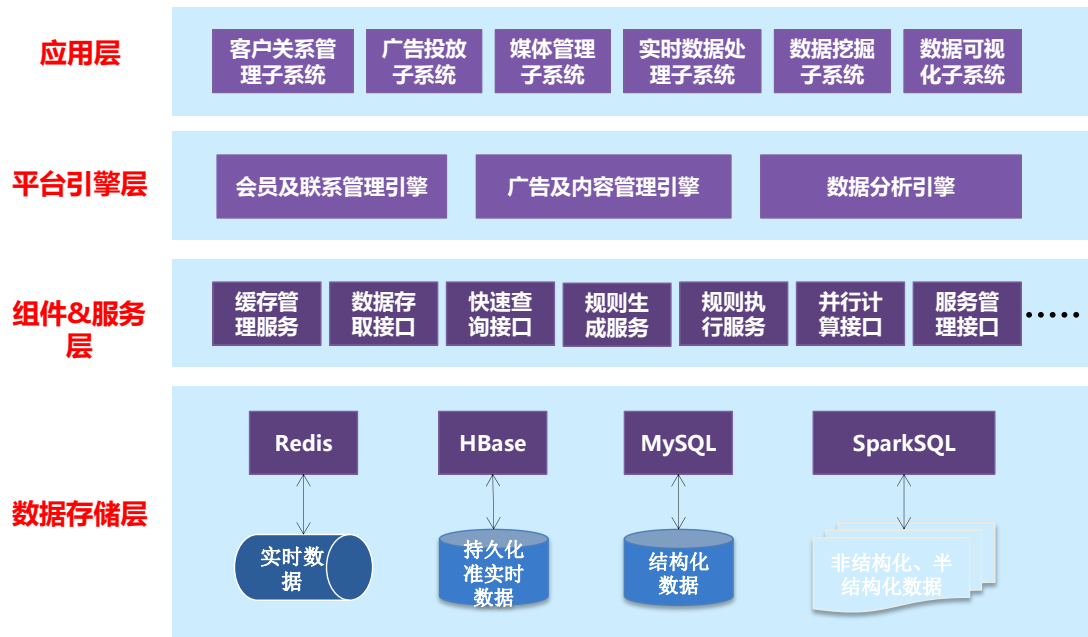 应用层
客户关系管
理子系统
广告投放
子系统
媒体管理
子系统
实时数据处
理子系统
数据挖掘
子系统
数据可视
化子系统
平台引擎层
会员及联系管理引擎
广告及内容管理引擎
数据分析引擎
组件&服务
层
缓存管
理服务
数据存
取接口
快速查
询接口
规则生
成服务
规则执
行服务
并行计
算接口
服务管
理接口
·····
数据存储层
Redis
HBase
MySQL
SparkSQL
实时数
据
持久化
准实时
数据
结构化
数据
非结构化、半
结构化数据